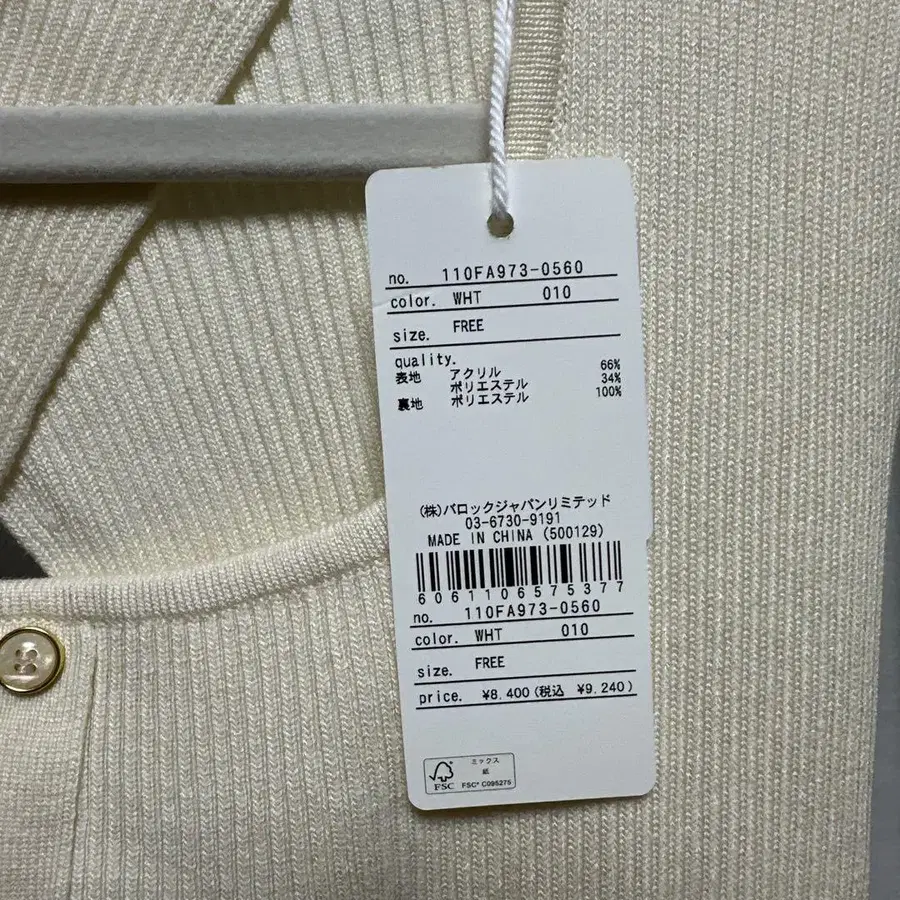 no. 110FA973-0560
color. WHT 010
size. FREE
quality.
表地 アクリル 66%
ポリエステル 34%
裏地 ポリエステル 100%
(株)バロックジャパンリミテッド
03-6730-9191
MADE IN CHINA (500129)
6061106575377
no. 110FA973-0560
color. WHT 010
size. FREE
price. ¥8.400(税込 ¥9.240)
ミックス
紙
FSC FSC® C095275